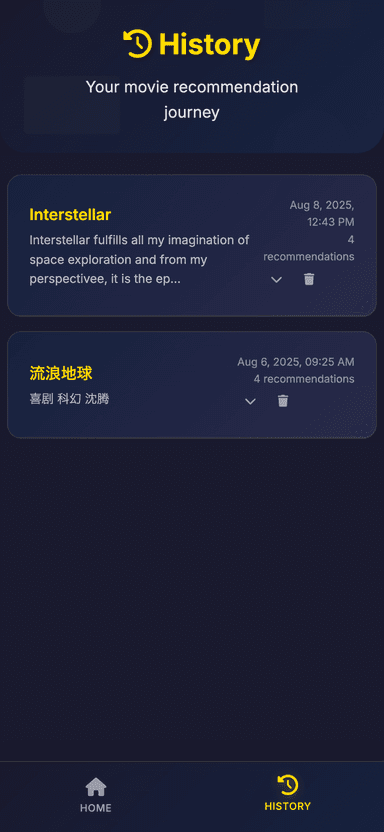 History
Your movie recommendation
journey
Interstellar
Interstellar fulfills all my imagination of
space exploration and from my
perspectivee, it is the ep...
Aug 8, 2025,
12:43 PM
4
recommendations
流浪地球
喜剧 科幻 沈腾
Aug 6, 2025, 09:25 AM
4 recommendations
HOME
HISTORY